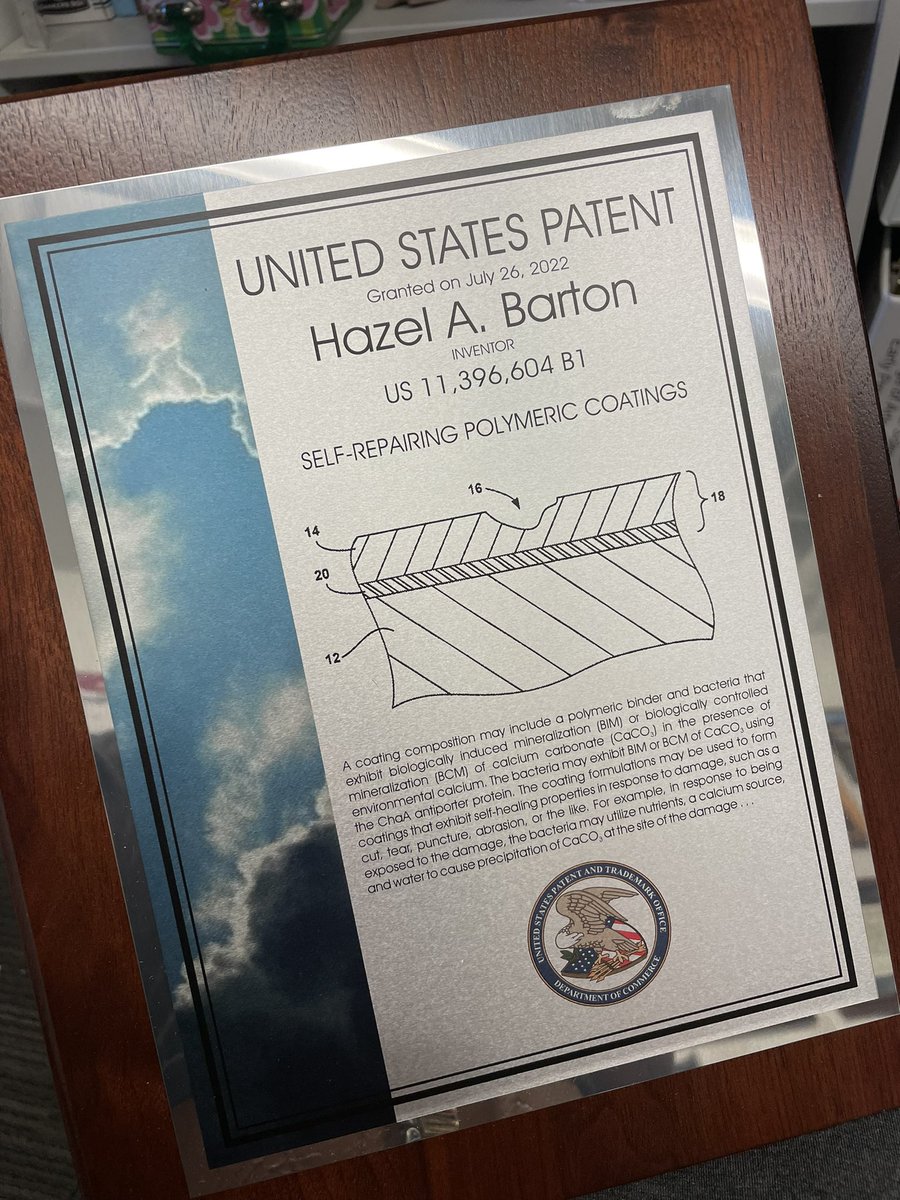 UNITED STATES PATENT
Granted on July 26, 2022
Hazel A. Barton
INVENTOR
US 11,396,604 B1
SELF-REPAIRING POLYMERIC COATINGS
16
18
14
20
12
A coating composition may include a polymeric binder and bacteria that
exhibit biologically induced mineralization (BIM) or biologically controlled
mineralization (BCM) of calcium carbonate (CaCO₃) in the presence of
environmental calcium. The bacteria may exhibit BIM or BCM of CaCO₃ using
the ChaA antiporter protein. The coating formulations may be used to form
coatings that exhibit self-healing properties in response to damage, such as a
cut, tear, puncture, abrasion, or the like. For example, in response to being
exposed to the damage, the bacteria may utilize nutrients, a calcium source,
and water to cause precipitation of CaCO₃ at the site of the damage . . .
UNITED STATES PATENT AND TRADEMARK OFFICE
DEPARTMENT OF COMMERCE